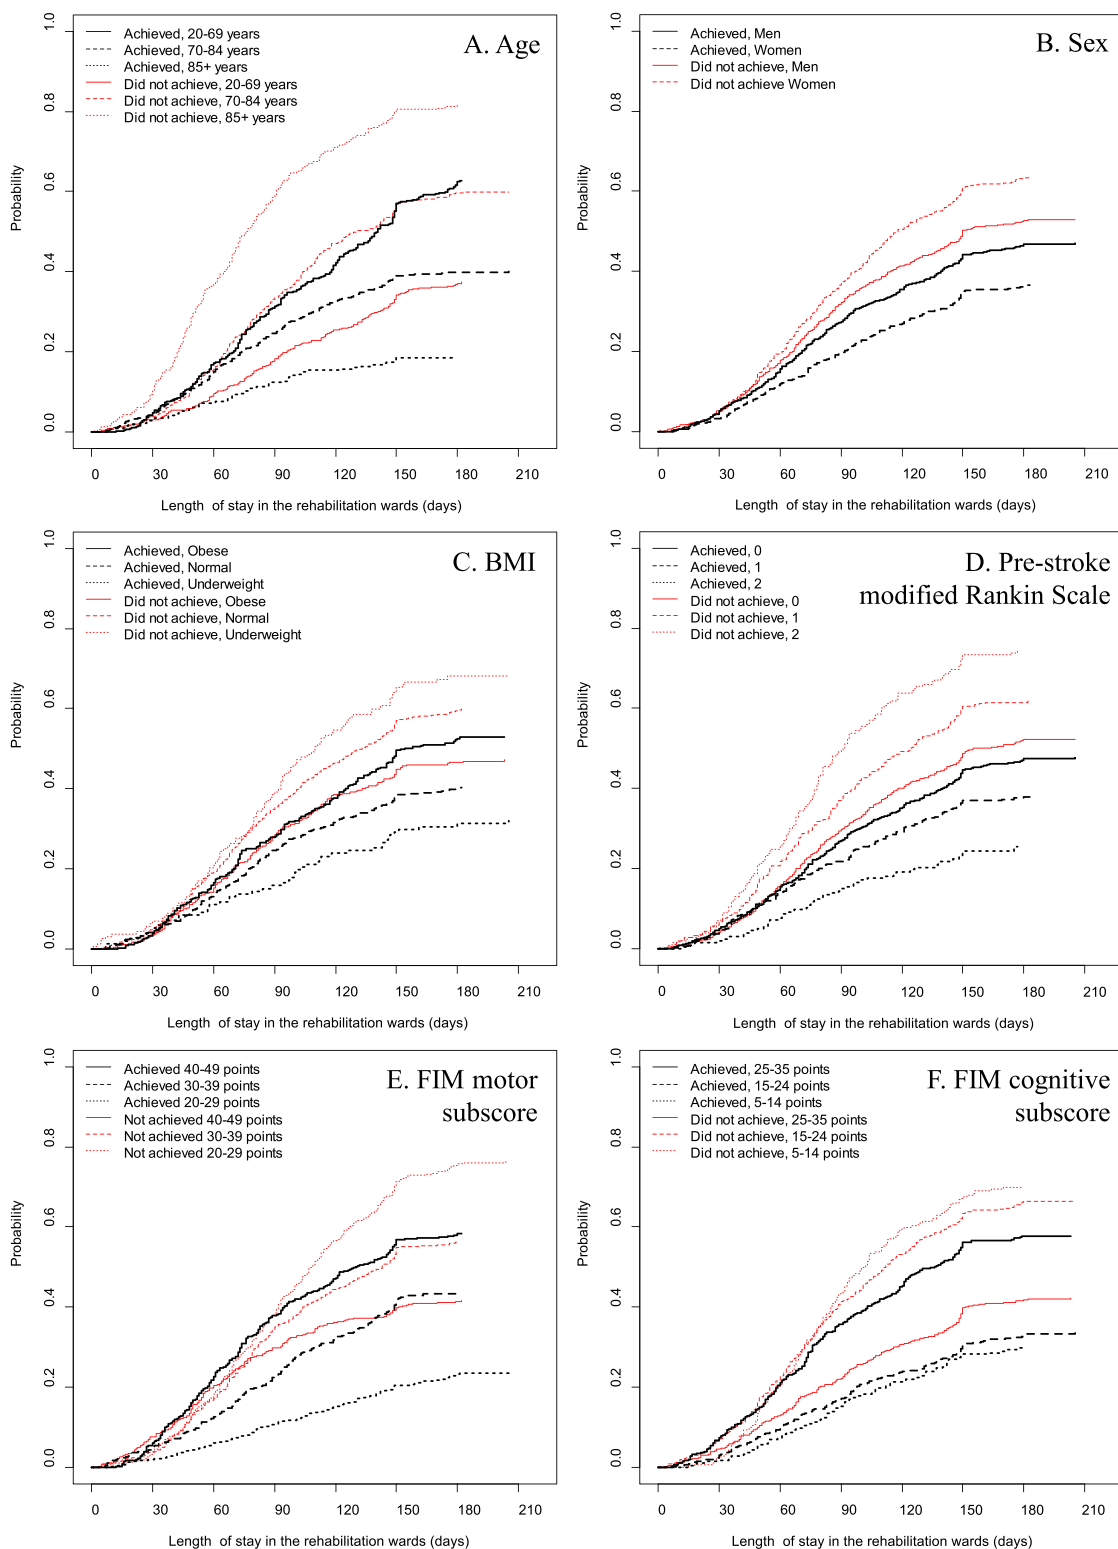 A. Age
Achieved, 20-69 years
Achieved, 70-84 years
Achieved, 85+ years
Did not achieve, 20-69 years
Did not achieve, 70-84 years
Did not achieve, 85+ years
Probability
0.0 0.2 0.4 0.6 0.8 1.0
0 30 60 90 120 150 180 210
Length of stay in the rehabilitation wards (days)
B. Sex
Achieved, Men
Achieved, Women
Did not achieve, Men
Did not achieve Women
Probability
0.0 0.2 0.4 0.6 0.8 1.0
0 30 60 90 120 150 180 210
Length of stay in the rehabilitation wards (days)
C. BMI
Achieved, Obese
Achieved, Normal
Achieved, Underweight
Did not achieve, Obese
Did not achieve, Normal
Did not achieve, Underweight
Probability
0.0 0.2 0.4 0.6 0.8 1.0
0 30 60 90 120 150 180 210
Length of stay in the rehabilitation wards (days)
D. Pre-stroke
modified Rankin Scale
Achieved, 0
Achieved, 1
Achieved, 2
Did not achieve, 0
Did not achieve, 1
Did not achieve, 2
Probability
0.0 0.2 0.4 0.6 0.8 1.0
0 30 60 90 120 150 180 210
Length of stay in the rehabilitation wards (days)
E. FIM motor
subscore
Achieved 40-49 points
Achieved 30-39 points
Achieved 20-29 points
Not achieved 40-49 points
Not achieved 30-39 points
Not achieved 20-29 points
Probability
0.0 0.2 0.4 0.6 0.8 1.0
0 30 60 90 120 150 180 210
Length of stay in the rehabilitation wards (days)
F. FIM cognitive
subscore
Achieved, 25-35 points
Achieved, 15-24 points
Achieved, 5-14 points
Did not achieve, 25-35 points
Did not achieve, 15-24 points
Did not achieve, 5-14 points
Probability
0.0 0.2 0.4 0.6 0.8 1.0
0 30 60 90 120 150 180 210
Length of stay in the rehabilitation wards (days)